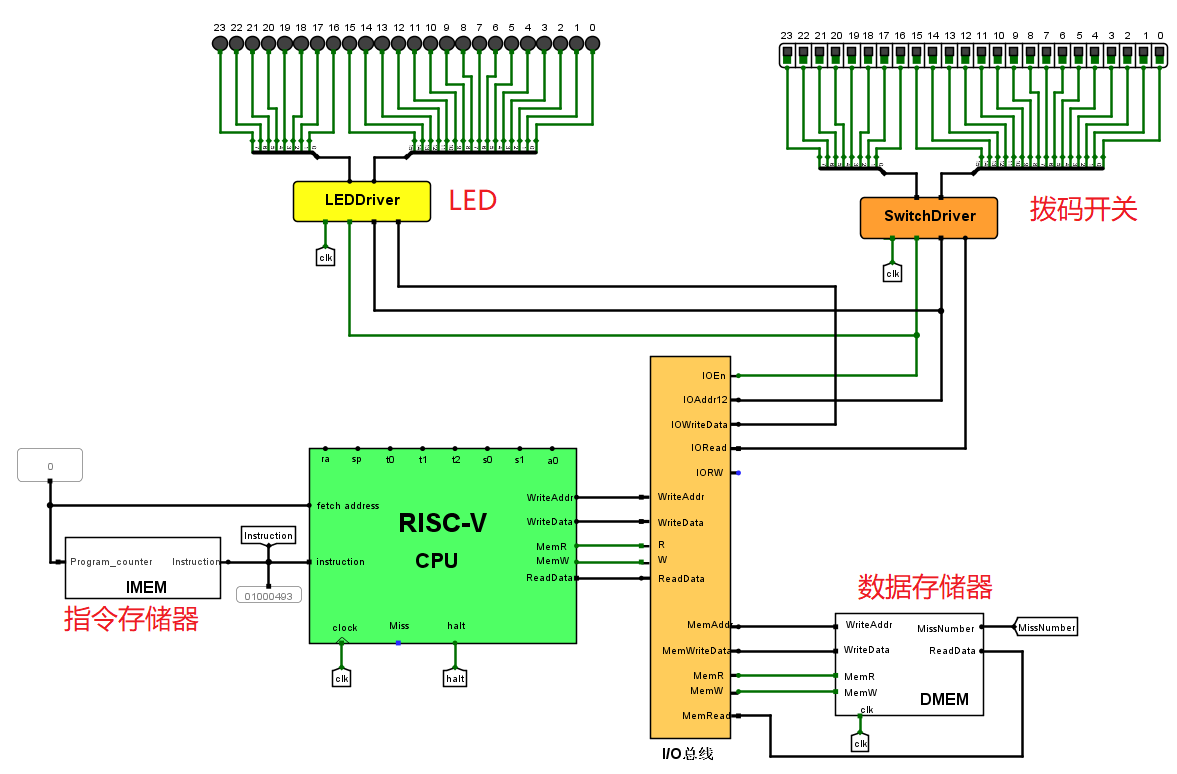 23 22 21 20 19 18 17 16 15 14 13 12 11 10 9 8 7 6 5 4 3 2 1 0
23 22 21 20 19 18 17 16 15 14 13 12 11 10 9 8 7 6 5 4 3 2 1 0
LEDDriver
LED
clk
SwitchDriver
拨码开关
clk
IOEn
IOAddr12
IOWriteData
IORead
IORW
WriteAddr
WriteData
R
W
ReadData
MemAddr
MemWriteData
MemR
MemW
MemRead
I/O总线
0
Program_counter
Instruction
IMEM
指令存储器
Instruction
01000493
ra sp t0 t1 t2 s0 s1 a0
fetch address
instruction
RISC-V
CPU
WriteAddr
WriteData
MemR
MemW
ReadData
clock
Miss
halt
clk
halt
数据存储器
WriteAddr
WriteData
MemR
MemW
clk
MissNumber
ReadData
DMEM
MissNumber
clk